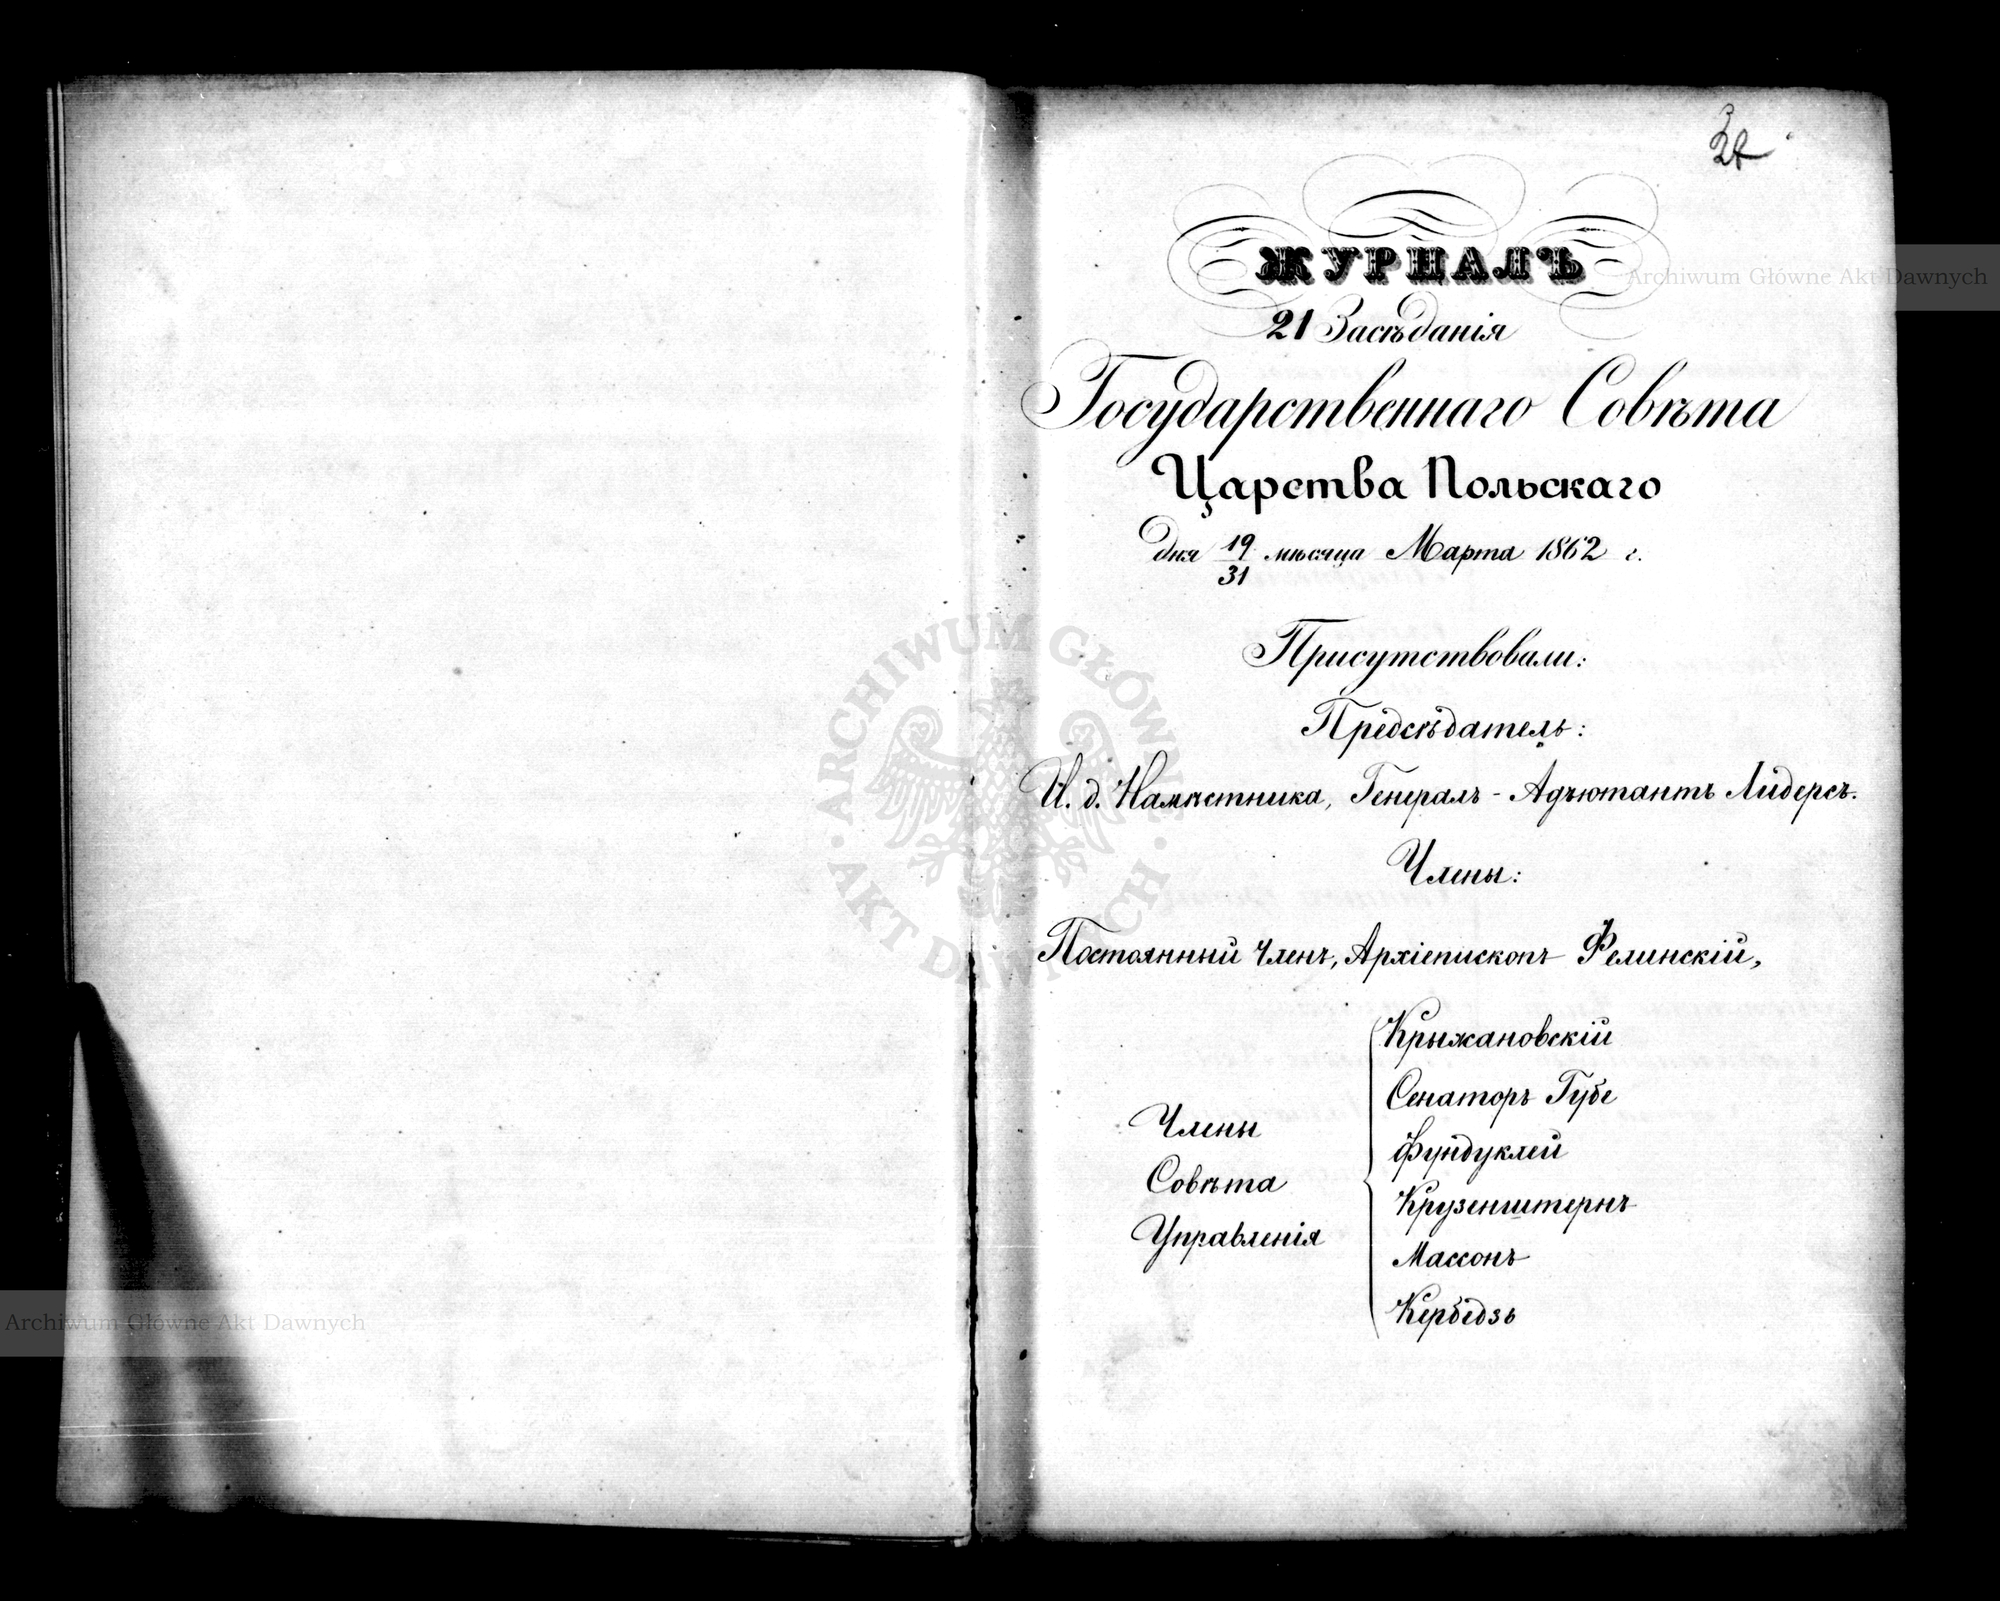 ЖУРНАЛЪ
21 Засѣданія
Государственнаго Совѣта
Царства Польскаго
дня 19/31 мѣсяца Марта 1862 г.
Присутствовали:
Предсѣдатель:
И. д. Намѣстника, Генералъ-Адъютантъ Лидерсъ.
Члены:
Постоянный Членъ, Архіепископъ Фелинскій,
Члены
Совѣта
Управленія
Крыжановскій
Сенаторъ Губе
Фундуклей
Крузенштернъ
Массонъ
Кербедзь
Archiwum Główne Akt Dawnych
Archiwum Główne Akt Dawnych
ARCHIWUM GŁÓWNE AKT DAWNYCH